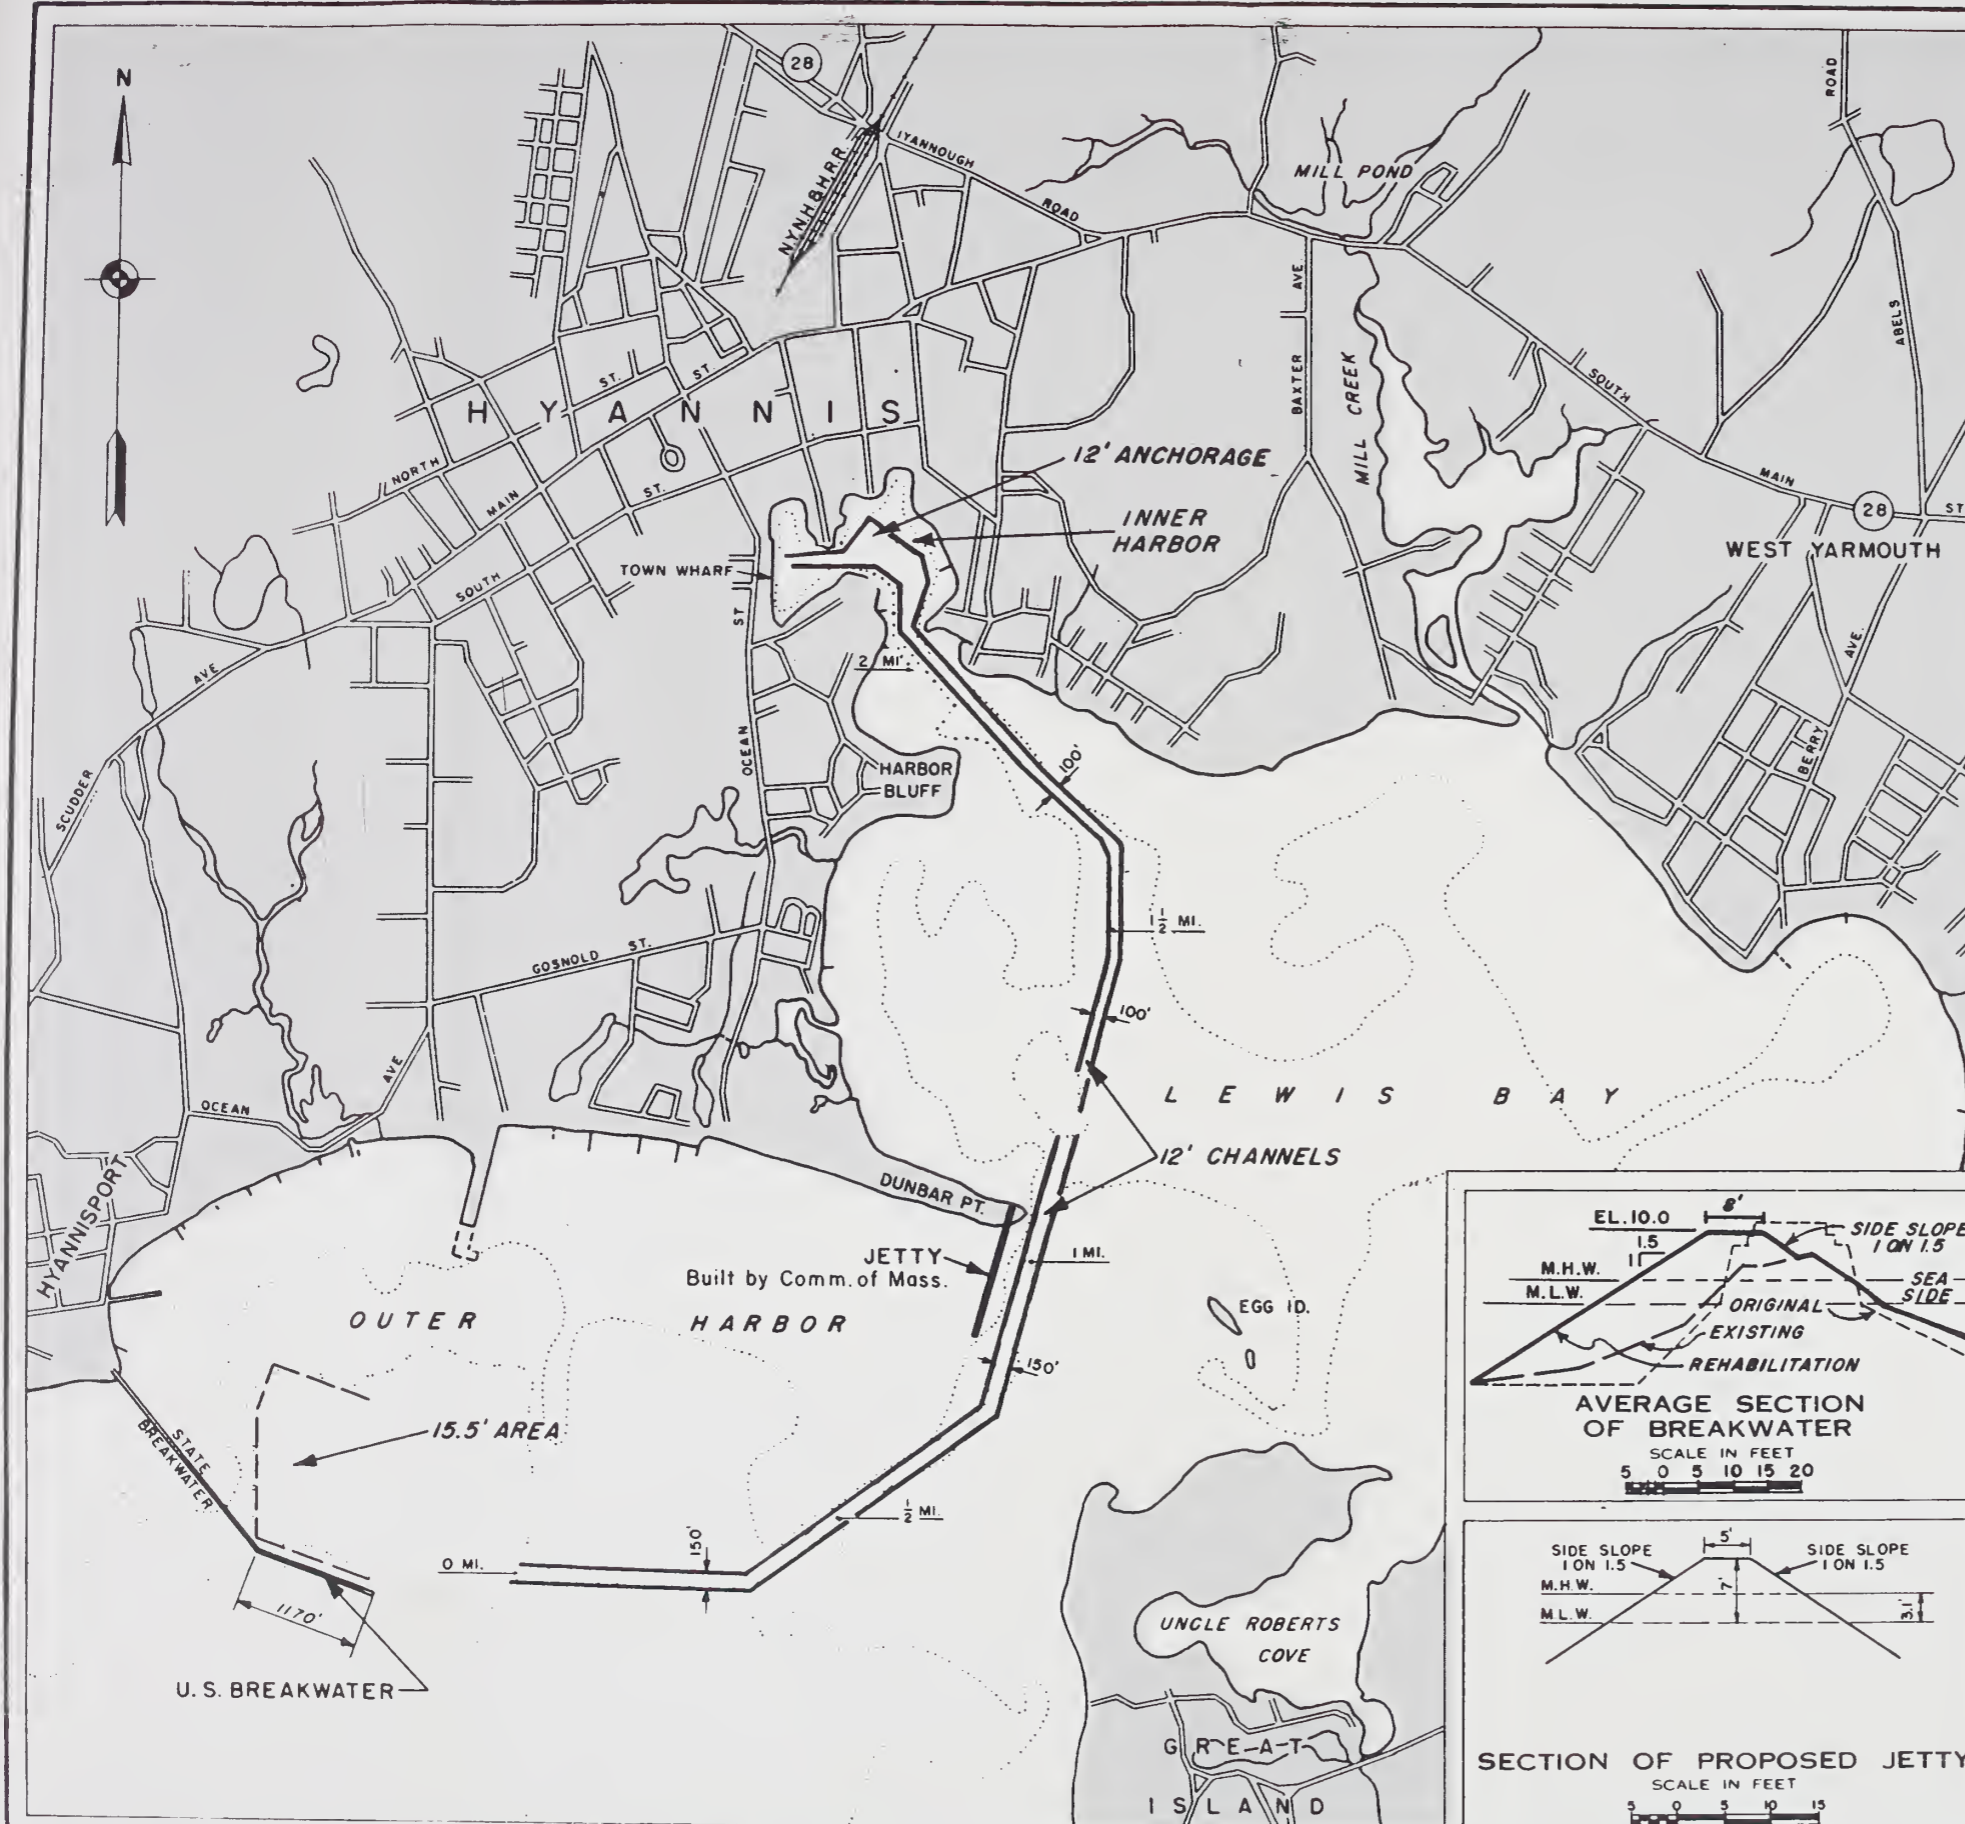 N
28
IYANNOUGH
ROAD
N.Y.N.H.&H.R.R.
MILL POND
ROAD
ABELS
AVE
BAXTER
MILL CREEK
SOUTH
MAIN
28
ST
WEST YARMOUTH
HYANNIS
ST.
ST.
NORTH
MAIN
ST.
SOUTH
12' ANCHORAGE
INNER
HARBOR
TOWN WHARF
ST
OCEAN
2 MI.
AVE
SCUDDER
HARBOR
BLUFF
100'
AVE.
BERRY
1 1/2 MI.
100'
GOSNOLD ST.
AVE
OCEAN
LEWIS BAY
12' CHANNELS
HYANNISPORT
DUNBAR PT.
JETTY
Built by Comm. of Mass.
1 MI.
OUTER HARBOR
EGG ID.
150'
STATE
BREAKWATER
15.5' AREA
1/2 MI.
150'
0 MI.
1170'
U.S. BREAKWATER
UNCLE ROBERTS
COVE
GREAT
ISLAND
8'
EL. 10.0
1.5
1
SIDE SLOPE
1 ON 1.5
M.H.W.
M.L.W.
SEA
SIDE
ORIGINAL
EXISTING
REHABILITATION
AVERAGE SECTION
OF BREAKWATER
SCALE IN FEET
5 0 5 10 15 20
5'
SIDE SLOPE
1 ON 1.5
SIDE SLOPE
1 ON 1.5
M.H.W.
7'
M.L.W.
3.1'
SECTION OF PROPOSED JETTY
SCALE IN FEET
5 0 5 10 15